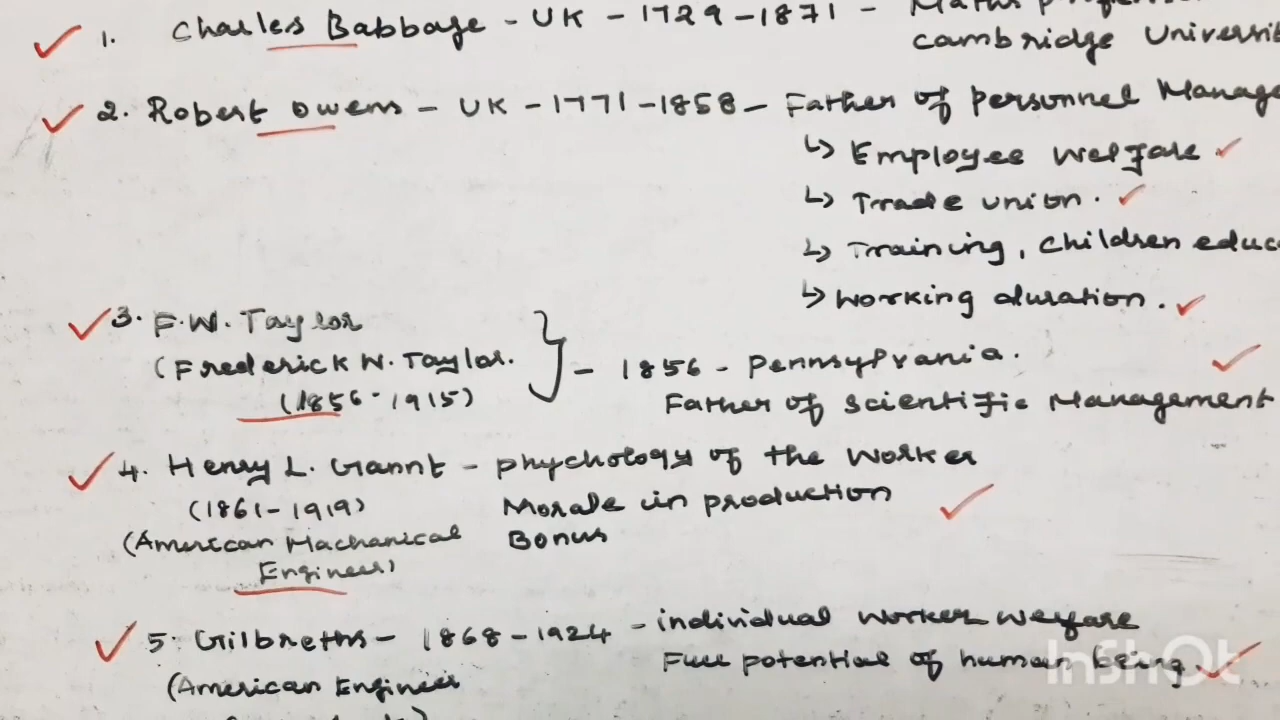 1. Charles Babbage - UK - 1729-1871 - Maths
Cambridge Universit
2. Robert Owens - UK - 1771-1858 - Father of personnel Manage
↳ Employee welfare
↳ Trade union.
↳ Training, Children educ
↳ Working duration.
3. F.W. Taylor
(Frederick W. Taylor.
(1856-1915)
- 1856 - Pennsylvania.
Father of scientific Management
4. Henry L. Gannt - phychology of the worker
(1861-1919) Morale in production
(American Machanical Bonus
Engineer)
5. Gilbreths - 1868-1924 - individual worker welfare
Full potential of human being
(American Engineer
InShOt